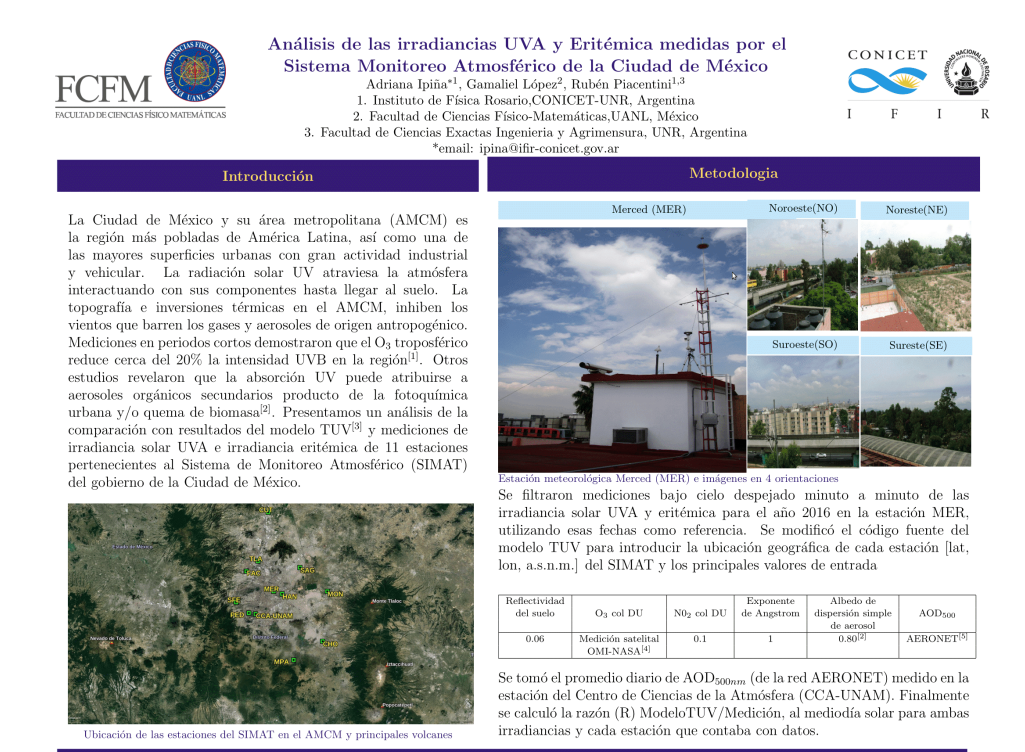 Análisis de las irradiancias UVA y Eritémica medidas por el
Sistema Monitoreo Atmosférico de la Ciudad de México
Adriana Ipiña*1, Gamaliel López2, Rubén Piacentini1,3
1. Instituto de Física Rosario,CONICET-UNR, Argentina
2. Facultad de Ciencias Físico-Matemáticas,UANL, México
3. Facultad de Ciencias Exactas Ingenieria y Agrimensura, UNR, Argentina
*email: ipina@ifir-conicet.gov.ar
FCFM
FACULTAD DE CIENCIAS FÍSICO MATEMÁTICAS
CONICET
UNIVERSIDAD NACIONAL DE ROSARIO
I F I R
Introducción
La Ciudad de México y su área metropolitana (AMCM) es
la región más pobladas de América Latina, así como una de
las mayores superficies urbanas con gran actividad industrial
y vehicular. La radiación solar UV atraviesa la atmósfera
interactuando con sus componentes hasta llegar al suelo. La
topografía e inversiones térmicas en el AMCM, inhiben los
vientos que barren los gases y aerosoles de origen antropogénico.
Mediciones en periodos cortos demostraron que el O3 troposférico
reduce cerca del 20% la intensidad UVB en la región[1]. Otros
estudios revelaron que la absorción UV puede atribuirse a
aerosoles orgánicos secundarios producto de la fotoquímica
urbana y/o quema de biomasa[2]. Presentamos un análisis de la
comparación con resultados del modelo TUV[3] y mediciones de
irradiancia solar UVA e irradiancia eritémica de 11 estaciones
pertenecientes al Sistema de Monitoreo Atmosférico (SIMAT)
del gobierno de la Ciudad de México.
CUT
Estado de México
TLA
FAC
SAG
MER
HAN
MON
SFE
Monte Tlaloc
PED
CCA-UNAM
Distrito Federal
Nevado de Toluca
CHO
MPA
Iztaccihuatl
Popocatépetl
Ubicación de las estaciones del SIMAT en el AMCM y principales volcanes
Metodologia
Merced (MER)
Noroeste(NO)
Noreste(NE)
Suroeste(SO)
Sureste(SE)
Estación meteorológica Merced (MER) e imágenes en 4 orientaciones
Se filtraron mediciones bajo cielo despejado minuto a minuto de las
irradiancia solar UVA y eritémica para el año 2016 en la estación MER,
utilizando esas fechas como referencia. Se modificó el código fuente del
modelo TUV para introducir la ubicación geográfica de cada estación [lat,
lon, a.s.n.m.] del SIMAT y los principales valores de entrada
Reflectividad del suelo | O3 col DU | N02 col DU | Exponente de Angstrom | Albedo de dispersión simple de aerosol | AOD500
0.06 | Medición satelital OMI-NASA[4] | 0.1 | 1 | 0.80[2] | AERONET[5]
Se tomó el promedio diario de AOD500nm (de la red AERONET) medido en la
estación del Centro de Ciencias de la Atmósfera (CCA-UNAM). Finalmente
se calculó la razón (R) ModeloTUV/Medición, al mediodía solar para ambas
irradiancias y cada estación que contaba con datos.